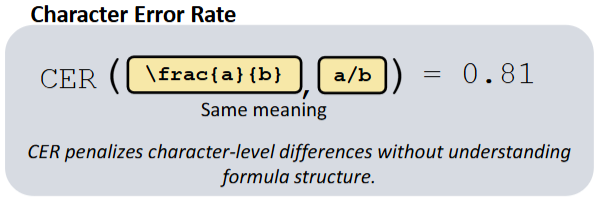 Character Error Rate
CER ( \frac{a}{b} , a/b ) = 0.81
Same meaning
CER penalizes character-level differences without understanding
formula structure.